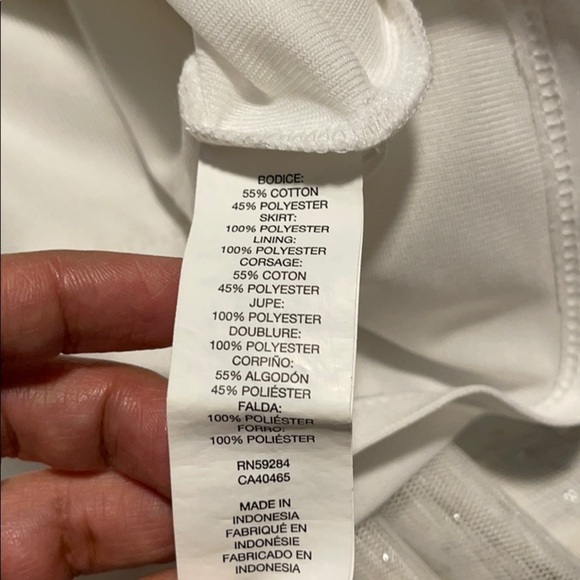 BODICE:
55% COTTON
45% POLYESTER
SKIRT:
100% POLYESTER
LINING:
100% POLYESTER
CORSAGE:
55% COTON
45% POLYESTER
JUPE:
100% POLYESTER
DOUBLURE:
100% POLYESTER
CORPIÑO:
55% ALGODÓN
45% POLIÉSTER
FALDA:
100% POLIÉSTER
FORRO:
100% POLIÉSTER
RN59284
CA40465
MADE IN
INDONESIA
FABRIQUÉ EN
INDONÉSIE
FABRICADO EN
INDONESIA